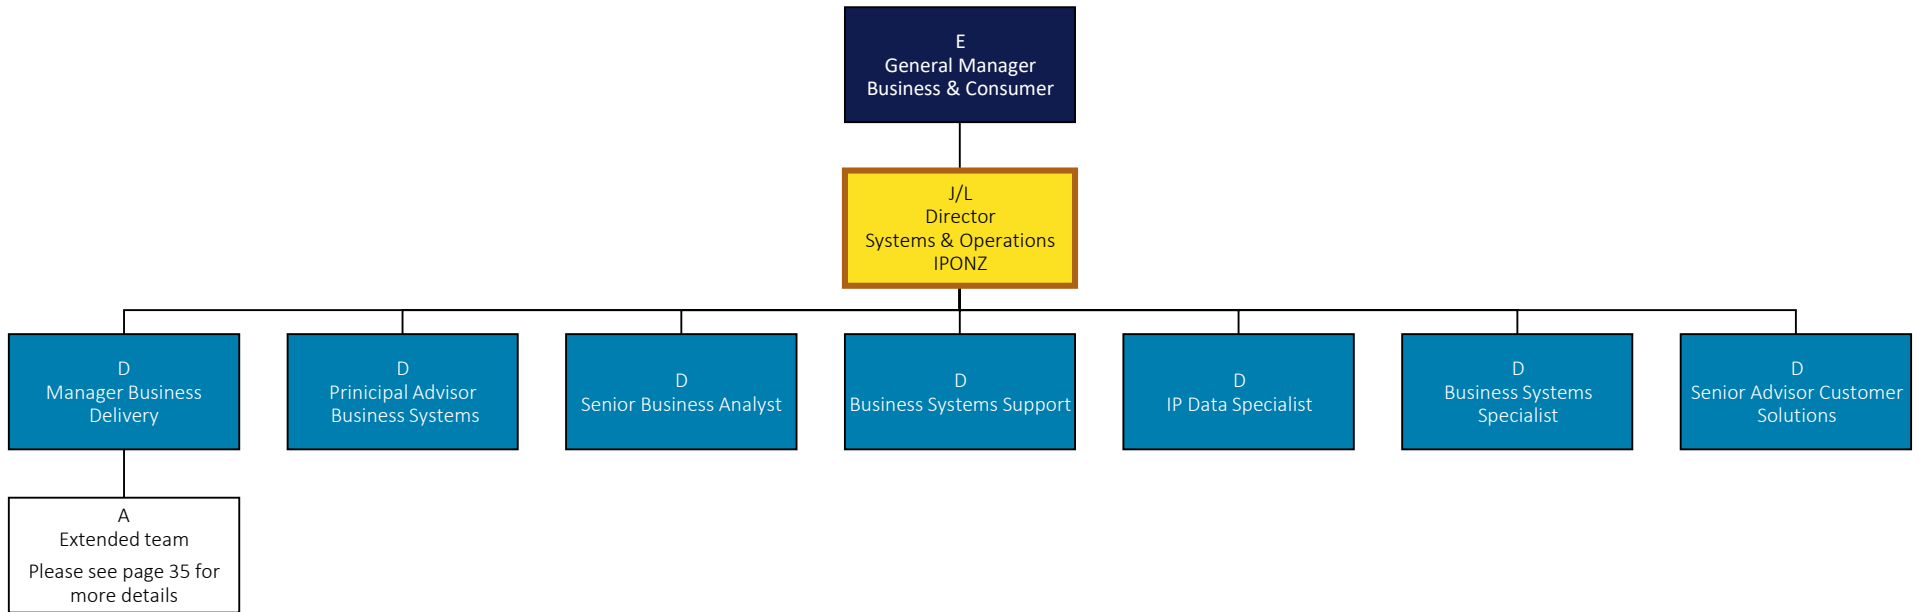 E
General Manager
Business & Consumer
J/L
Director
Systems & Operations
IPONZ
D
Manager Business
Delivery
D
Prinicipal Advisor
Business Systems
D
Senior Business Analyst
D
Business Systems Support
D
IP Data Specialist
D
Business Systems
Specialist
D
Senior Advisor Customer
Solutions
A
Extended team
Please see page 35 for
more details